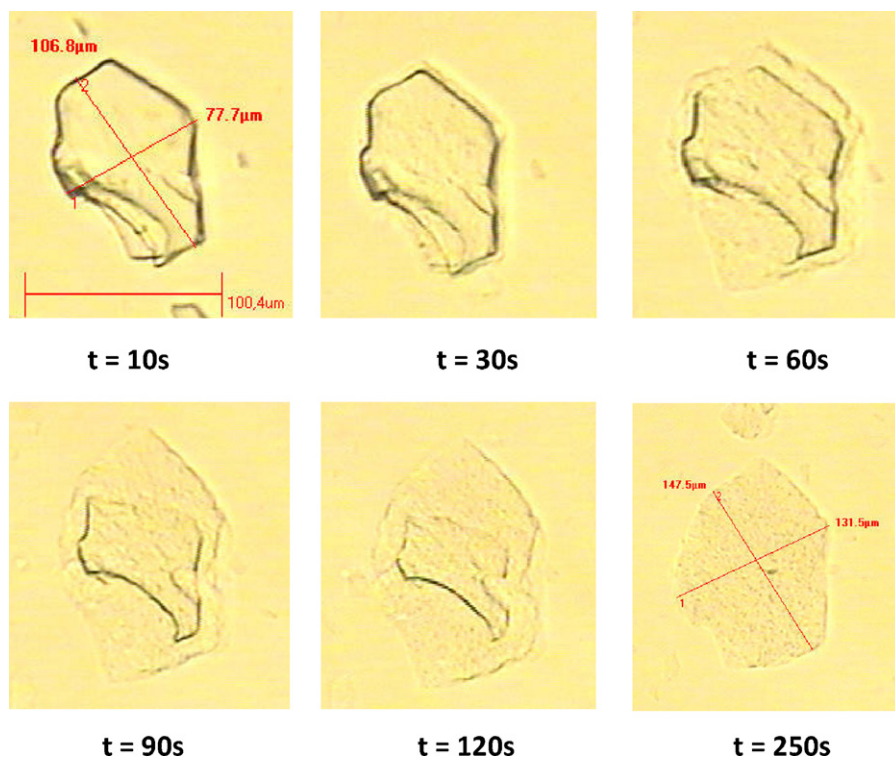 106.8µm
2
77.7µm
1
100,4um
t = 10s
t = 30s
t = 60s
147.5µm
2
131.5µm
1
t = 90s
t = 120s
t = 250s